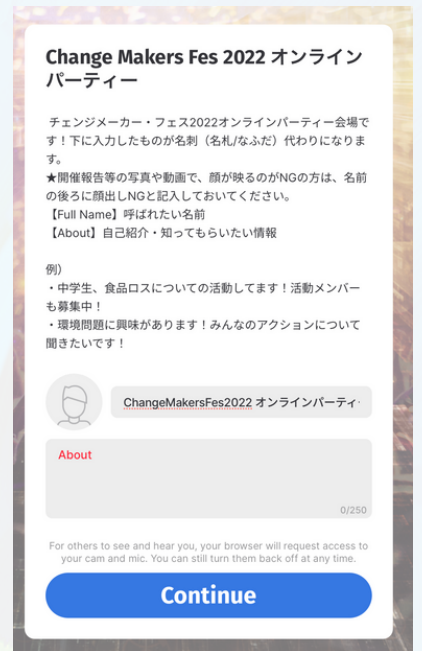 Change Makers Fes 2022 オンライン
パーティー
チェンジメーカー・フェス2022オンラインパーティー会場で
す！下に入力したものが名刺（名札/なふだ）代わりになりま
す。
★開催報告等の写真や動画で、顔が映るのがNGの方は、名前
の後ろに顔出しNGと記入しておいてください。
【Full Name】呼ばれたい名前
【About】自己紹介・知ってもらいたい情報
例）
・中学生、食品ロスについての活動してます！活動メンバー
も募集中！
・環境問題に興味があります！みんなのアクションについて
聞きたいです！
ChangeMakersFes2022 オンラインパーティ
About
0/250
For others to see and hear you, your browser will request access to
your cam and mic. You can still turn them back off at any time.
Continue